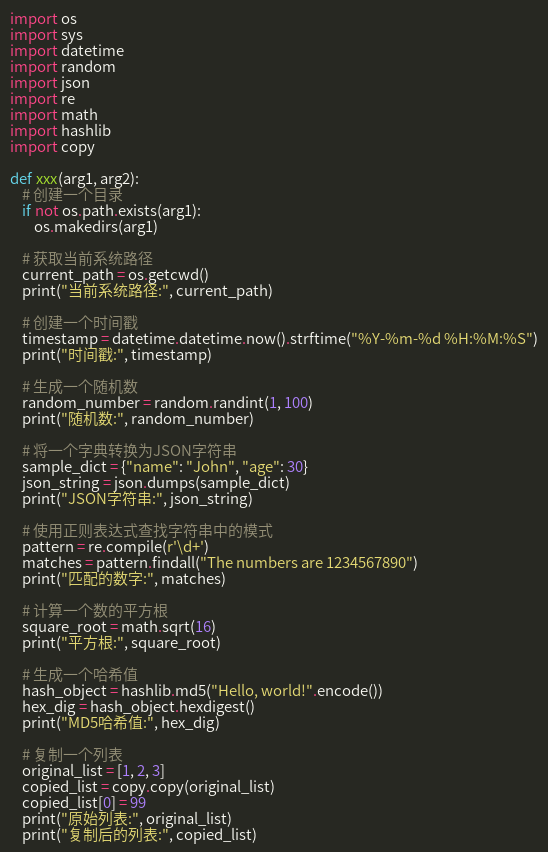 import os
import sys
import datetime
import random
import json
import re
import math
import hashlib
import copy
def xxx(arg1, arg2):
# 创建一个目录
if not os.path.exists(arg1):
os.makedirs(arg1)
# 获取当前系统路径
current_path = os.getcwd()
print("当前系统路径:", current_path)
# 创建一个时间戳
timestamp = datetime.datetime.now().strftime("%Y-%m-%d %H:%M:%S")
print("时间戳:", timestamp)
# 生成一个随机数
random_number = random.randint(1, 100)
print("随机数:", random_number)
# 将一个字典转换为JSON字符串
sample_dict = {"name": "John", "age": 30}
json_string = json.dumps(sample_dict)
print("JSON字符串:", json_string)
# 使用正则表达式查找字符串中的模式
pattern = re.compile(r'\d+')
matches = pattern.findall("The numbers are 1234567890")
print("匹配的数字:", matches)
# 计算一个数的平方根
square_root = math.sqrt(16)
print("平方根:", square_root)
# 生成一个哈希值
hash_object = hashlib.md5("Hello, world!".encode())
hex_dig = hash_object.hexdigest()
print("MD5哈希值:", hex_dig)
# 复制一个列表
original_list = [1, 2, 3]
copied_list = copy.copy(original_list)
copied_list[0] = 99
print("原始列表:", original_list)
print("复制后的列表:", copied_list)